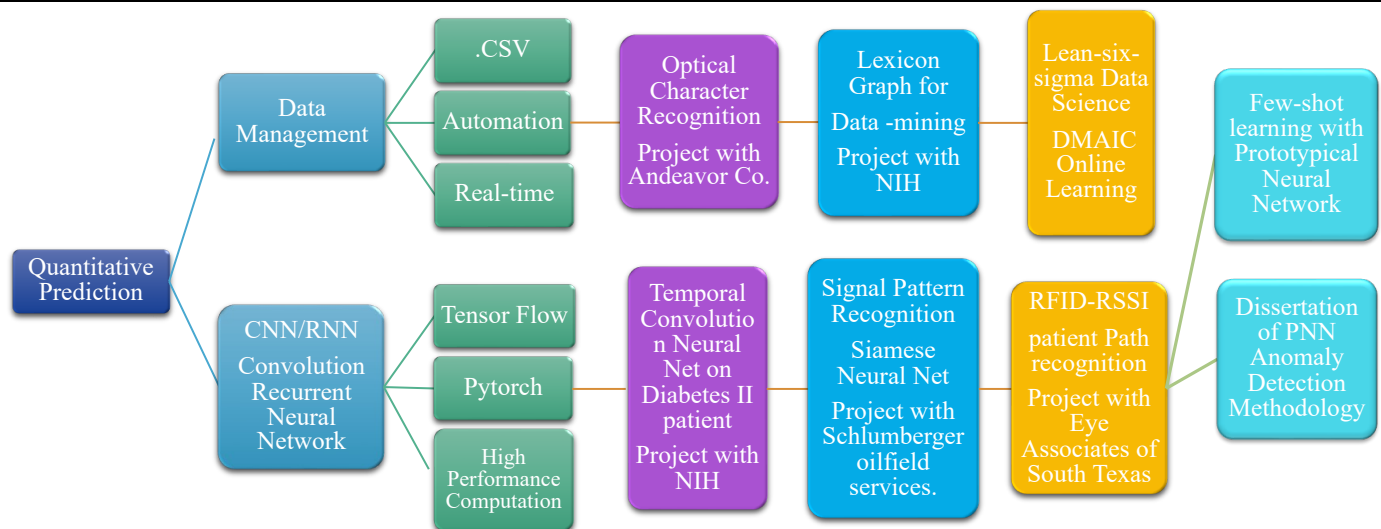 Quantitative
Prediction
Data
Management
.CSV
Automation
Real-time
Optical
Character
Recognition
Project with
Andeavor Co.
Lexicon
Graph for
Data -mining
Project with
NIH
Lean-six-
sigma Data
Science
DMAIC
Online
Learning
CNN/RNN
Convolution
Recurrent
Neural
Network
Tensor Flow
Pytorch
High
Performance
Computation
Temporal
Convolutio
n Neural
Net on
Diabetes II
patient
Project with
NIH
Signal Pattern
Recognition
Siamese
Neural Net
Project with
Schlumberger
oilfield
services.
RFID-RSSI
patient Path
recognition
Project with
Eye
Associates of
South Texas
Few-shot
learning with
Prototypical
Neural
Network
Dissertation
of PNN
Anomaly
Detection
Methodology